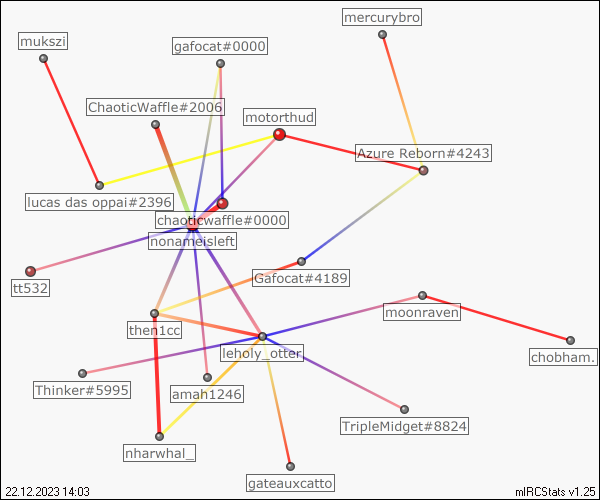 mercurybro
mukszi
gafocat#0000
ChaoticWaffle#2006
motorthud
Azure Reborn#4243
lucas das oppai#2396
chaoticwaffle#0000
nonameisleft
tt532
Gafocat#4189
moonraven
then1cc
leholy_otter
chobham.
Thinker#5995
amah1246
TripleMidget#8824
nharwhal_
gateauxcatto
22.12.2023 14:03
mIRCStats v1.25